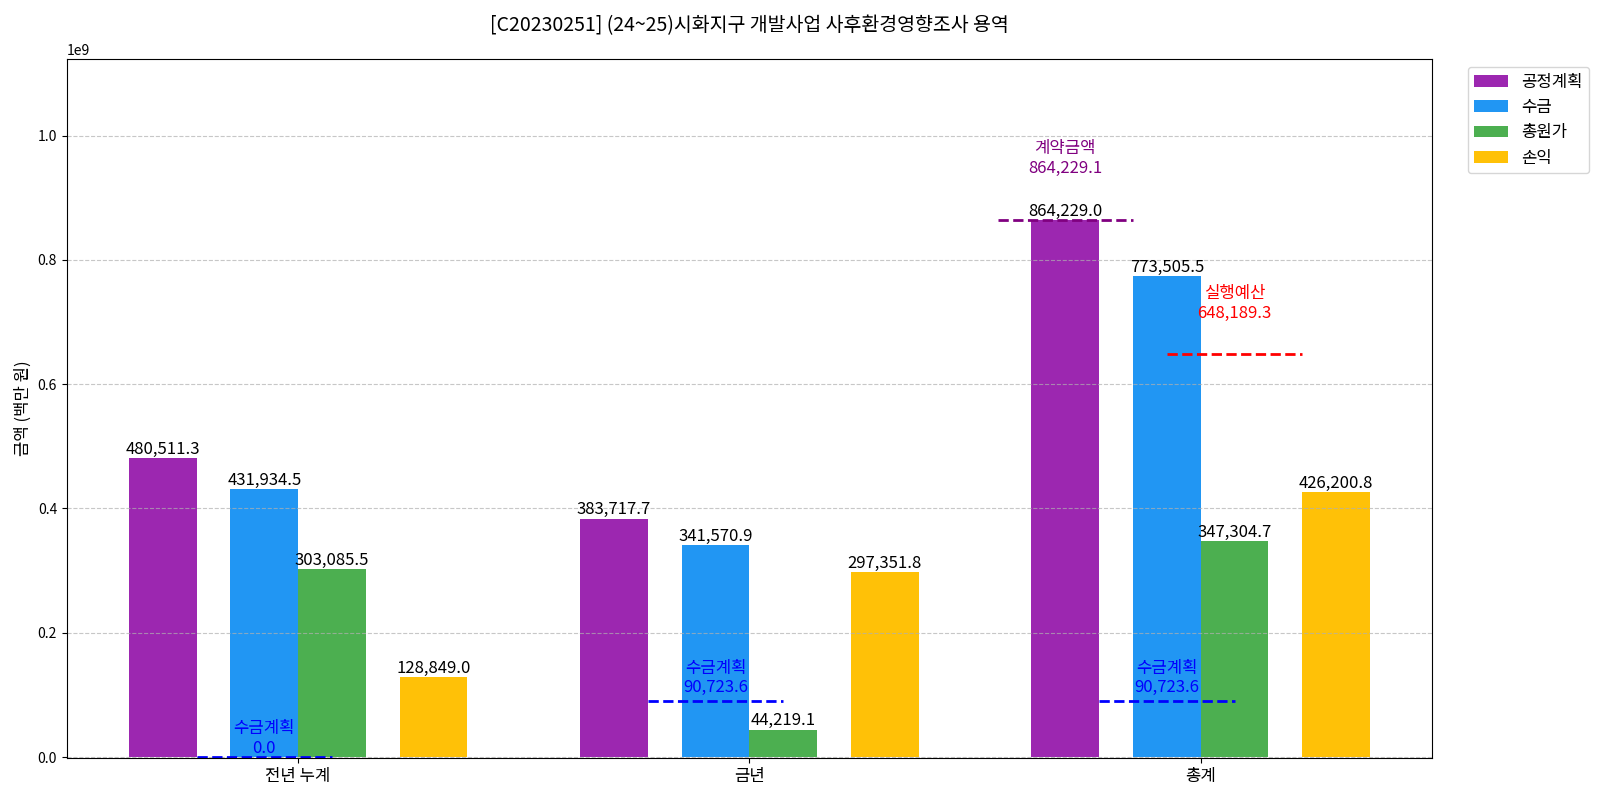 [C20230251] (24~25)시화지구 개발사업 사후환경영향조사 용역
1e9
공정계획
수금
총원가
손익
금액 (백만 원)
1.0
0.8
0.6
0.4
0.2
0.0
480,511.3
431,934.5
303,085.5
128,849.0
수금계획
0.0
383,717.7
341,570.9
44,219.1
297,351.8
수금계획
90,723.6
계약금액
864,229.1
864,229.0
773,505.5
실행예산
648,189.3
347,304.7
426,200.8
수금계획
90,723.6
전년 누계
금년
총계